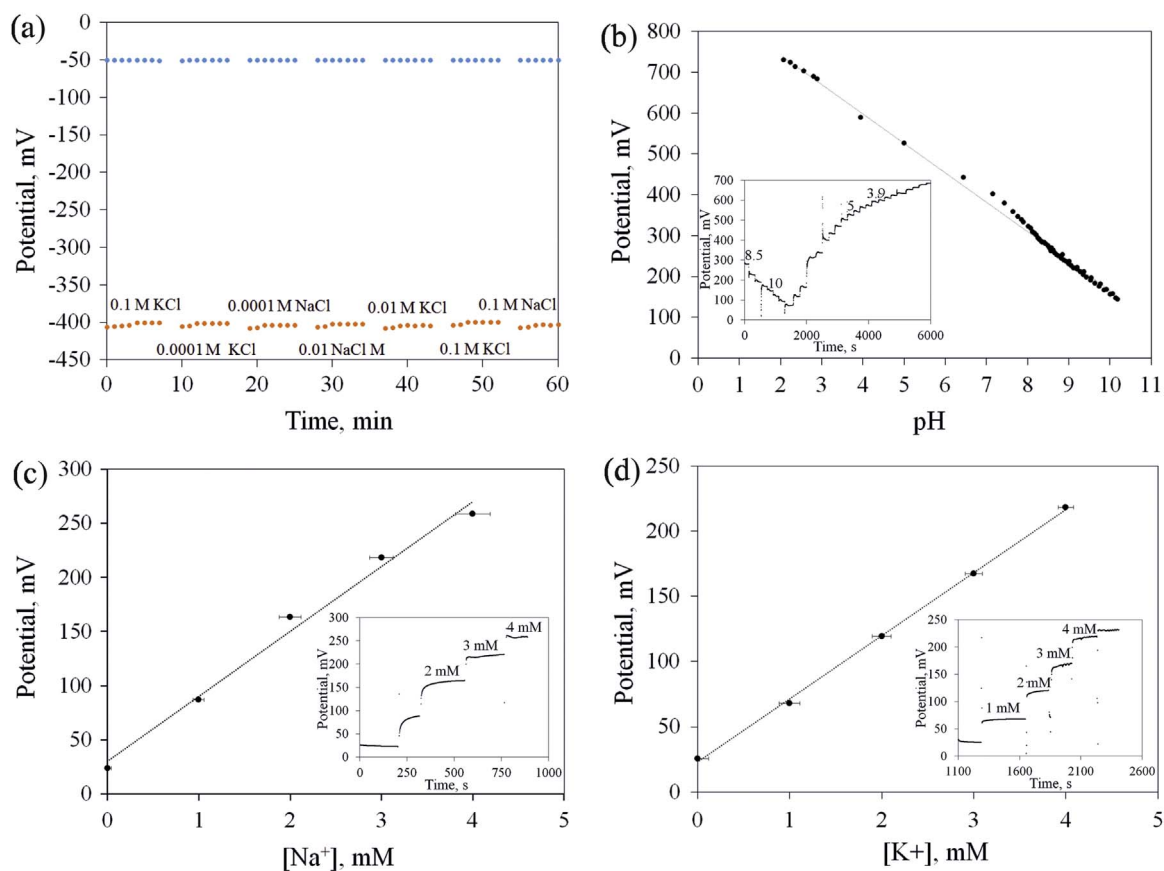 (a)
0
-50
-100
-150
-200
-250
-300
-350
-400
-450
Potential, mV
0.1 M KCl
0.0001 M NaCl
0.01 M KCl
0.1 M NaCl
0.0001 M KCl
0.01 NaCl M
0.1 M KCl
0 10 20 30 40 50 60
Time, min
(b)
800
700
600
500
400
300
200
100
0
Potential, mV
700
600
500
400
300
200
100
0
Potential, mV
8.5
10
5
3.9
0 2000 4000 6000
Time, s
0 1 2 3 4 5 6 7 8 9 10 11
pH
(c)
300
250
200
150
100
50
0
Potential, mV
300
250
200
150
100
50
0
Potential, mV
2 mM
3 mM
4 mM
0 250 500 750 1000
Time, s
0 1 2 3 4 5
[Na⁺], mM
(d)
250
200
150
100
50
0
Potential, mV
250
200
150
100
50
0
Potential, mV
1 mM
2 mM
3 mM
4 mM
1100 1600 2100 2600
Time, s
0 1 2 3 4 5
[K+], mM